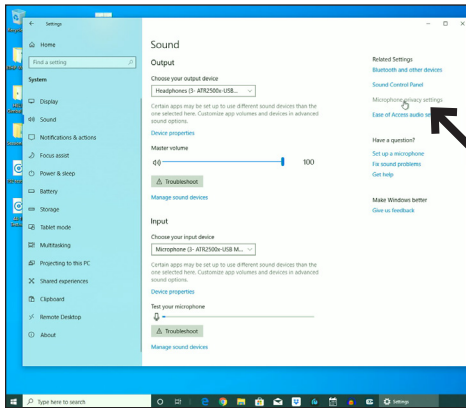 Settings
Home
Find a setting
System
Display
Sound
Notifications & actions
Focus assist
Power & sleep
Battery
Storage
Tablet mode
Multitasking
Projecting to this PC
Shared experiences
Clipboard
Remote Desktop
About
Sound
Output
Choose your output device
Headphones (3- ATR2500x-USB...
Certain apps may be set up to use different sound devices than the
one selected here. Customize app volumes and devices in advanced
sound options.
Device properties
Master volume
100
Troubleshoot
Manage sound devices
Input
Choose your input device
Microphone (3- ATR2500x-USB M...
Certain apps may be set up to use different sound devices than the
one selected here. Customize app volumes and devices in advanced
sound options.
Device properties
Test your microphone
Troubleshoot
Manage sound devices
Related Settings
Bluetooth and other devices
Sound Control Panel
Microphone privacy settings
Ease of Access audio
Have a question?
Set up a microphone
Fix sound problems
Get help
Make Windows better
Give us feedback
Type here to search
Settings